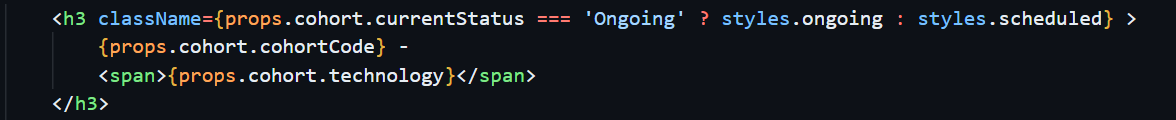 <h3 className={props.cohort.currentStatus === 'Ongoing' ? styles.ongoing : styles.scheduled} >
{props.cohort.cohortCode} -
<span>{props.cohort.technology}</span>
</h3>